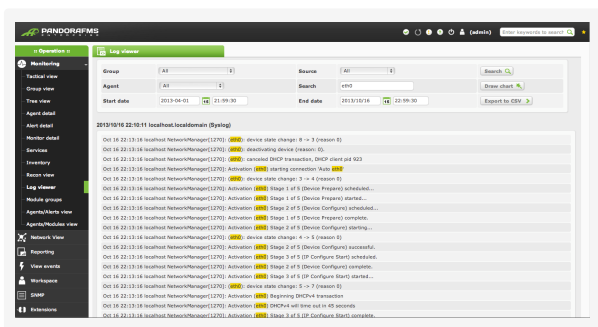 PANDORAFMS
ENTERPRISE
(admin)
Enter keywords to search
:: Operation ::
Log viewer
Monitoring
Tactical view
Group view
Tree view
Agent detail
Alert detail
Monitor detail
Services
Inventory
Recon view
Log viewer
Module groups
Agents/Alerts view
Agents/Modules view
Network View
Reporting
View events
Workspace
SNMP
Extensions
Group All Source All Search
Agent All Search eth0 Draw chart
Start date 2013-04-01 21:59:30 End date 2013/10/16 22:59:30 Export to CSV
2013/10/16 22:10:11 localhost.localdomain (Syslog)
Oct 16 22:13:16 localhost NetworkManager[1270]: (eth0): device state change: 8 -> 3 (reason 0)
Oct 16 22:13:16 localhost NetworkManager[1270]: (eth0): deactivating device (reason: 0).
Oct 16 22:13:16 localhost NetworkManager[1270]: (eth0): canceled DHCP transaction, DHCP client pid 923
Oct 16 22:13:16 localhost NetworkManager[1270]: Activation (eth0) starting connection 'Auto eth0'
Oct 16 22:13:16 localhost NetworkManager[1270]: (eth0): device state change: 3 -> 4 (reason 0)
Oct 16 22:13:16 localhost NetworkManager[1270]: Activation (eth0) Stage 1 of 5 (Device Prepare) scheduled...
Oct 16 22:13:16 localhost NetworkManager[1270]: Activation (eth0) Stage 1 of 5 (Device Prepare) started...
Oct 16 22:13:16 localhost NetworkManager[1270]: Activation (eth0) Stage 2 of 5 (Device Configure) scheduled...
Oct 16 22:13:16 localhost NetworkManager[1270]: Activation (eth0) Stage 1 of 5 (Device Prepare) complete.
Oct 16 22:13:16 localhost NetworkManager[1270]: Activation (eth0) Stage 2 of 5 (Device Configure) starting...
Oct 16 22:13:16 localhost NetworkManager[1270]: (eth0): device state change: 4 -> 5 (reason 0)
Oct 16 22:13:16 localhost NetworkManager[1270]: Activation (eth0) Stage 2 of 5 (Device Configure) successful.
Oct 16 22:13:16 localhost NetworkManager[1270]: Activation (eth0) Stage 3 of 5 (IP Configure Start) scheduled.
Oct 16 22:13:16 localhost NetworkManager[1270]: Activation (eth0) Stage 2 of 5 (Device Configure) complete.
Oct 16 22:13:16 localhost NetworkManager[1270]: Activation (eth0) Stage 3 of 5 (IP Configure Start) started...
Oct 16 22:13:16 localhost NetworkManager[1270]: (eth0): device state change: 5 -> 7 (reason 0)
Oct 16 22:13:16 localhost NetworkManager[1270]: Activation (eth0) Beginning DHCPv4 transaction
Oct 16 22:13:16 localhost NetworkManager[1270]: Activation (eth0) DHCPv4 will time out in 45 seconds
Oct 16 22:13:16 localhost NetworkManager[1270]: Activation (eth0) Stage 3 of 5 (IP Configure Start) complete.